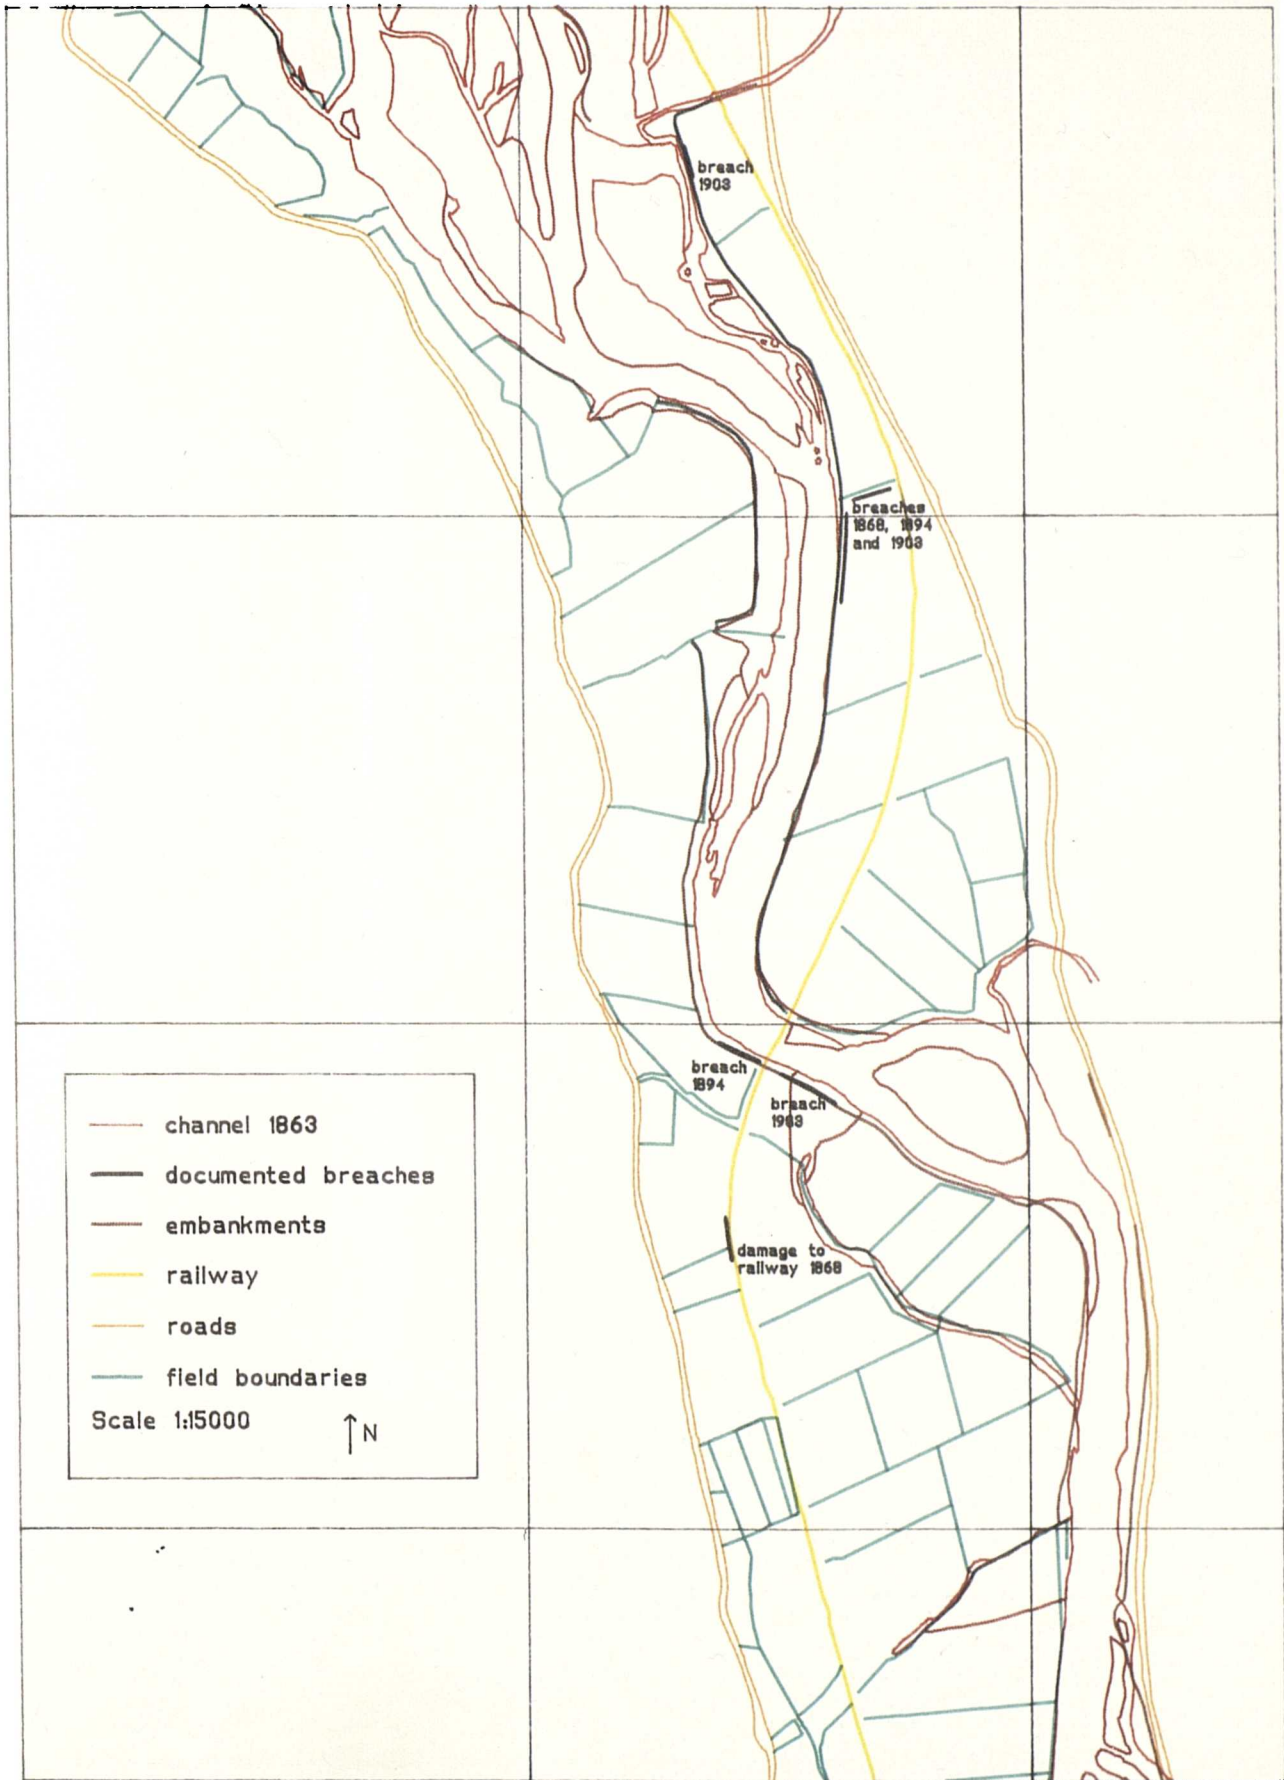 breach
1903
breaches
1868, 1894
and 1903
breach
1894
breach
1903
damage to
railway 1868
channel 1863
documented breaches
embankments
railway
roads
field boundaries
Scale 1:15000
N